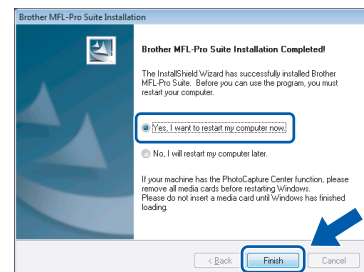 Brother MFL-Pro Suite Installation
Brother MFL-Pro Suite Installation Completed!
The InstallShield Wizard has successfully installed Brother
MFL-Pro Suite. Before you can use the program, you must
restart your computer.
Yes, I want to restart my computer now.
No, I will restart my computer later.
If your machine has the PhotoCapture Center function, please
remove all media cards before restarting Windows.
Please do not insert a media card until Windows has finished
loading.
< Back Finish Cancel